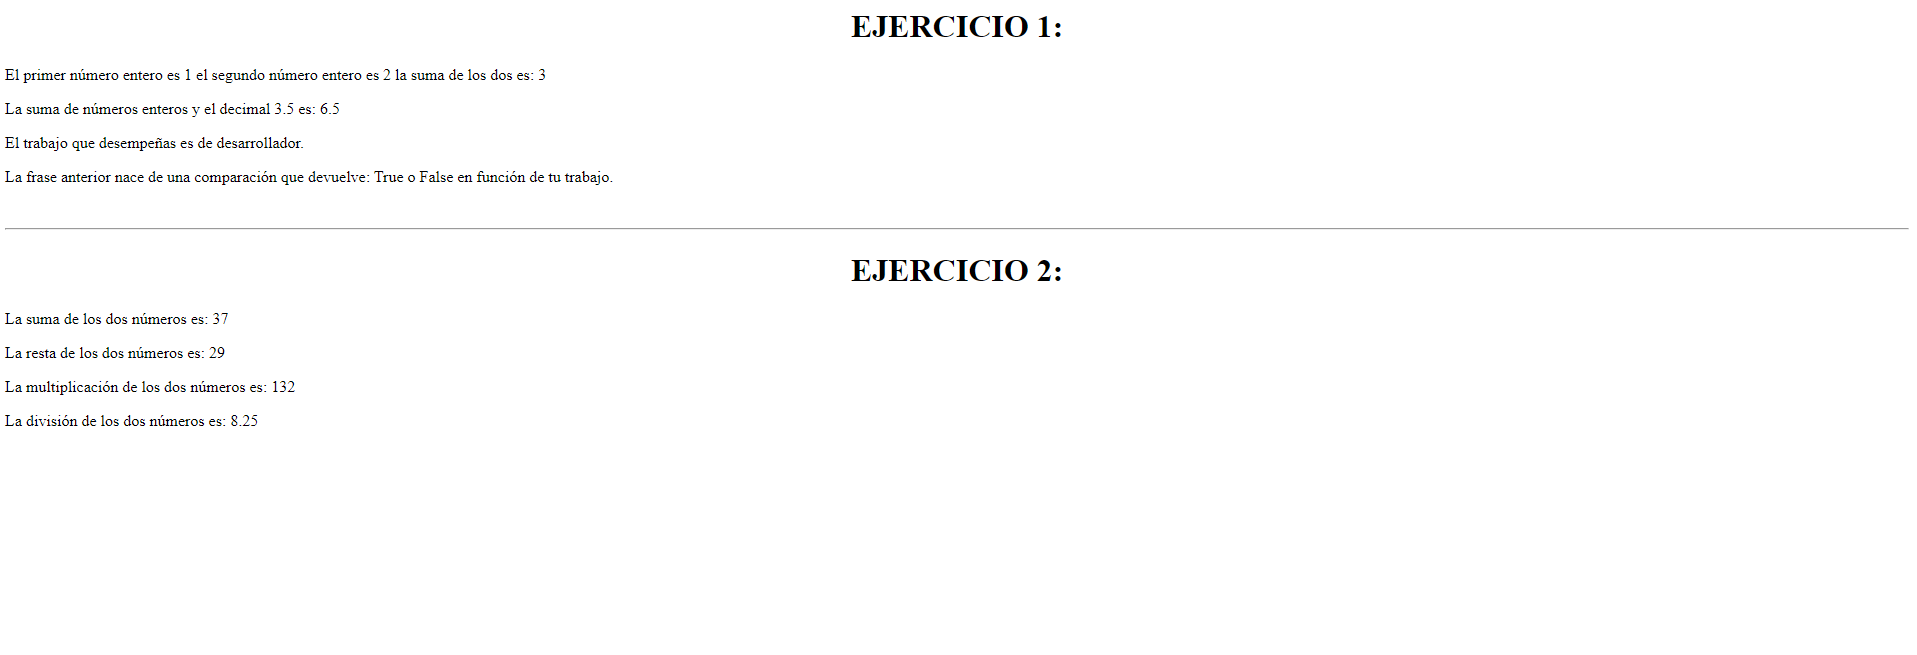 EJERCICIO 1:
El primer número entero es 1 el segundo número entero es 2 la suma de los dos es: 3
La suma de números enteros y el decimal 3.5 es: 6.5
El trabajo que desempeñas es de desarrollador.
La frase anterior nace de una comparación que devuelve: True o False en función de tu trabajo.
EJERCICIO 2:
La suma de los dos números es: 37
La resta de los dos números es: 29
La multiplicación de los dos números es: 132
La división de los dos números es: 8.25